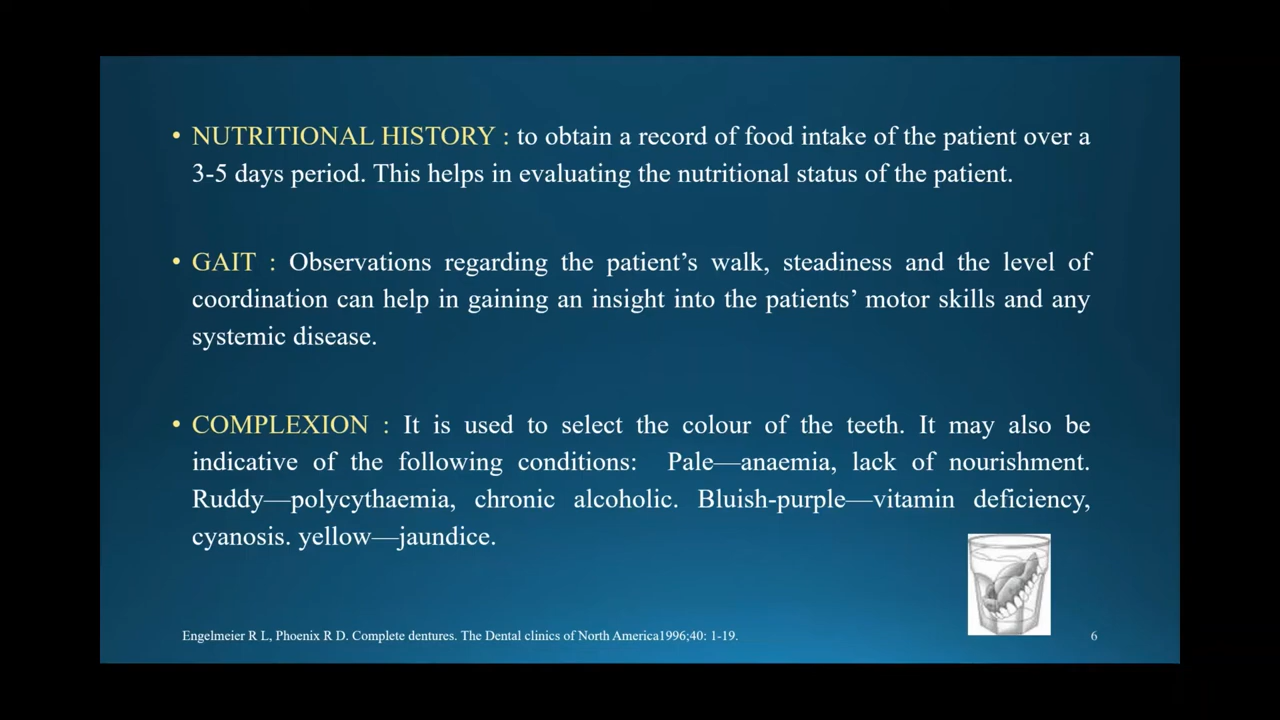 • NUTRITIONAL HISTORY : to obtain a record of food intake of the patient over a
3-5 days period. This helps in evaluating the nutritional status of the patient.
• GAIT : Observations regarding the patient’s walk, steadiness and the level of
coordination can help in gaining an insight into the patients’ motor skills and any
systemic disease.
• COMPLEXION : It is used to select the colour of the teeth. It may also be
indicative of the following conditions: Pale—anaemia, lack of nourishment.
Ruddy—polycythaemia, chronic alcoholic. Bluish-purple—vitamin deficiency,
cyanosis. yellow—jaundice.
Engelmeier R L, Phoenix R D. Complete dentures. The Dental clinics of North America1996;40: 1-19.
6